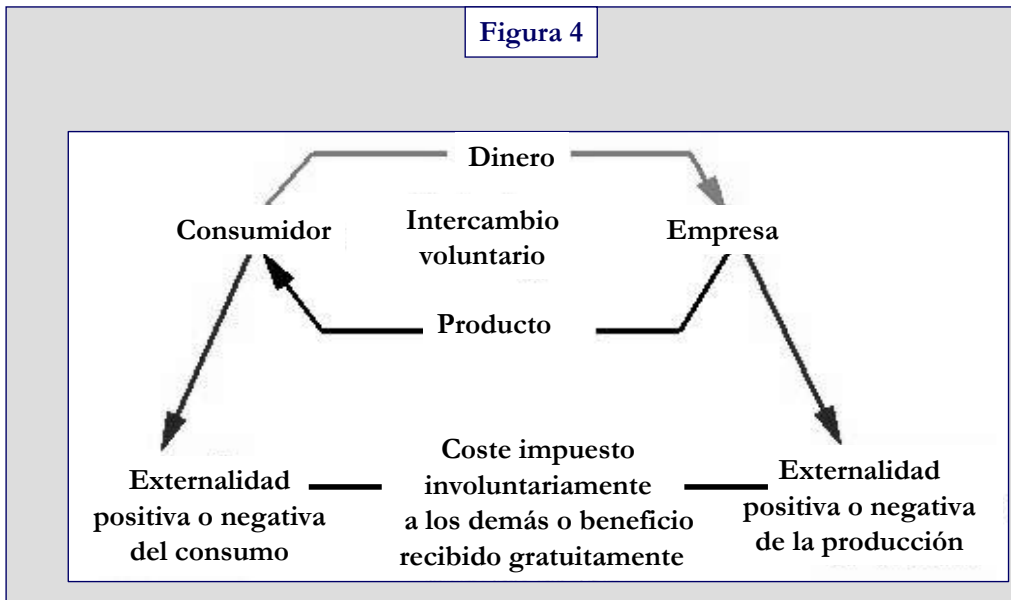 Figura 4
Dinero
Consumidor
Intercambio
voluntario
Empresa
Producto
Externalidad
positiva o negativa
del consumo
Coste impuesto
involuntariamente
a los demás o beneficio
recibido gratuitamente
Externalidad
positiva o negativa
de la producción